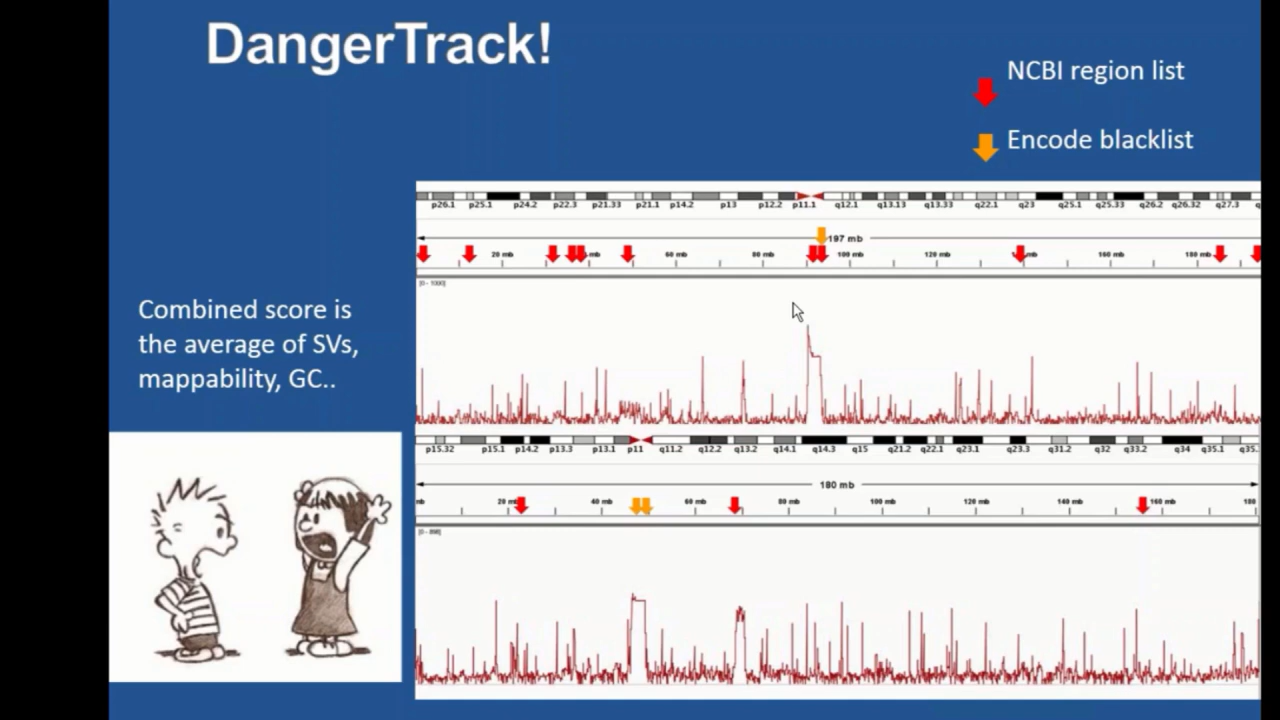 DangerTrack!
NCBI region list
Encode blacklist
p26.1 p25.1 p24.2 p22.3 p21.33 p21.1 p14.2 p13 p12.2 p11.1 q12.1 q13.13 q13.33 q22.1 q23 q25.1 q25.33 q26.2 q26.32 q27.3
197 mb
20 mb mb 60 mb 80 mb 100 mb 120 mb 160 mb 180 mb
[0 - 1000]
Combined score is
the average of SVs,
mappability, GC..
p15.32 p15.1 p14.2 p13.3 p13.1 p11 q11.2 q12.2 q13.2 q14.1 q14.3 q15 q21.2 q22.1 q23.1 q23.3 q31.2 q32 q33.2 q34 q35.1 q35.
180 mb
mb 20 m 40 mb 60 mb 80 mb 100 mb 120 mb 140 mb 160 mb 180